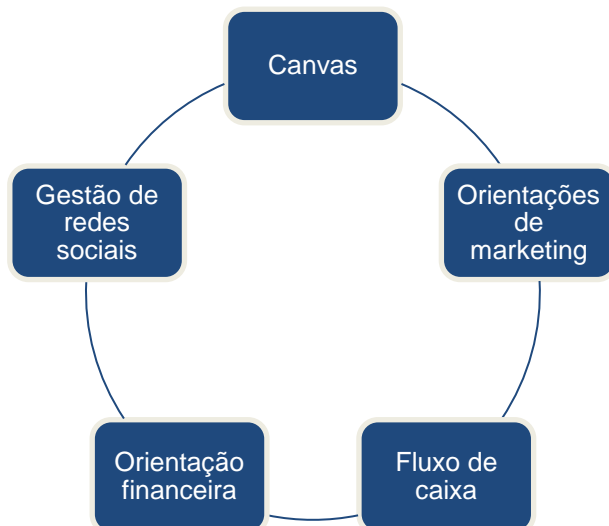 Canvas
Orientações
de
marketing
Fluxo de
caixa
Orientação
financeira
Gestão de
redes
sociais